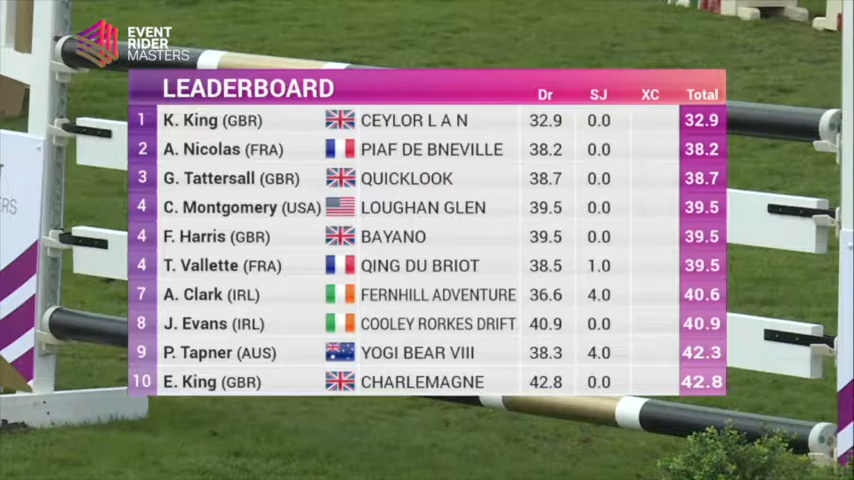 EVENT
RIDER
MASTERS
LEADERBOARD Dr SJ XC Total
1 K. King (GBR) CEYLOR L A N 32.9 0.0 32.9
2 A. Nicolas (FRA) PIAF DE BNEVILLE 38.2 0.0 38.2
3 G. Tattersall (GBR) QUICKLOOK 38.7 0.0 38.7
4 C. Montgomery (USA) LOUGHAN GLEN 39.5 0.0 39.5
4 F. Harris (GBR) BAYANO 39.5 0.0 39.5
4 T. Vallette (FRA) QING DU BRIOT 38.5 1.0 39.5
7 A. Clark (IRL) FERNHILL ADVENTURE 36.6 4.0 40.6
8 J. Evans (IRL) COOLEY RORKES DRIFT 40.9 0.0 40.9
9 P. Tapner (AUS) YOGI BEAR VIII 38.3 4.0 42.3
10 E. King (GBR) CHARLEMAGNE 42.8 0.0 42.8